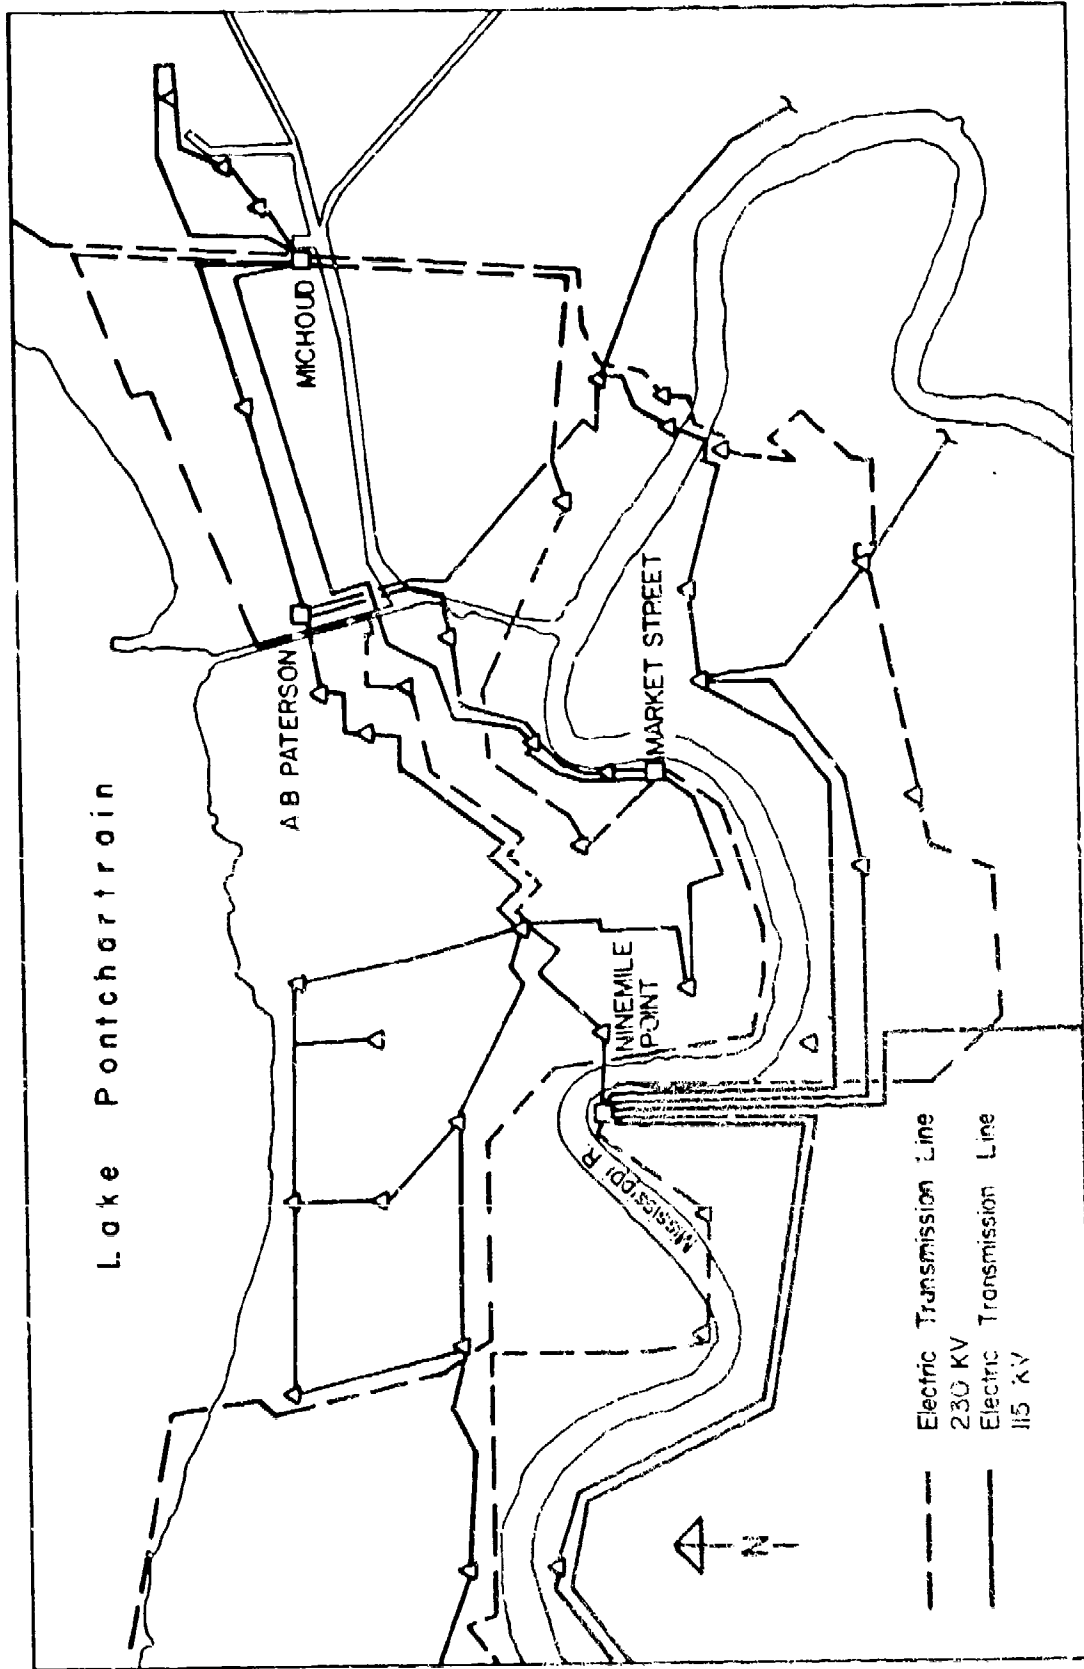 Lake Pontchartrain
MICHOUD
A B PATERSON
MARKET STREET
NINEMILE
POINT
Mississippi R.
N
Electric Transmission Line
230 KV
Electric Transmission Line
115 KV